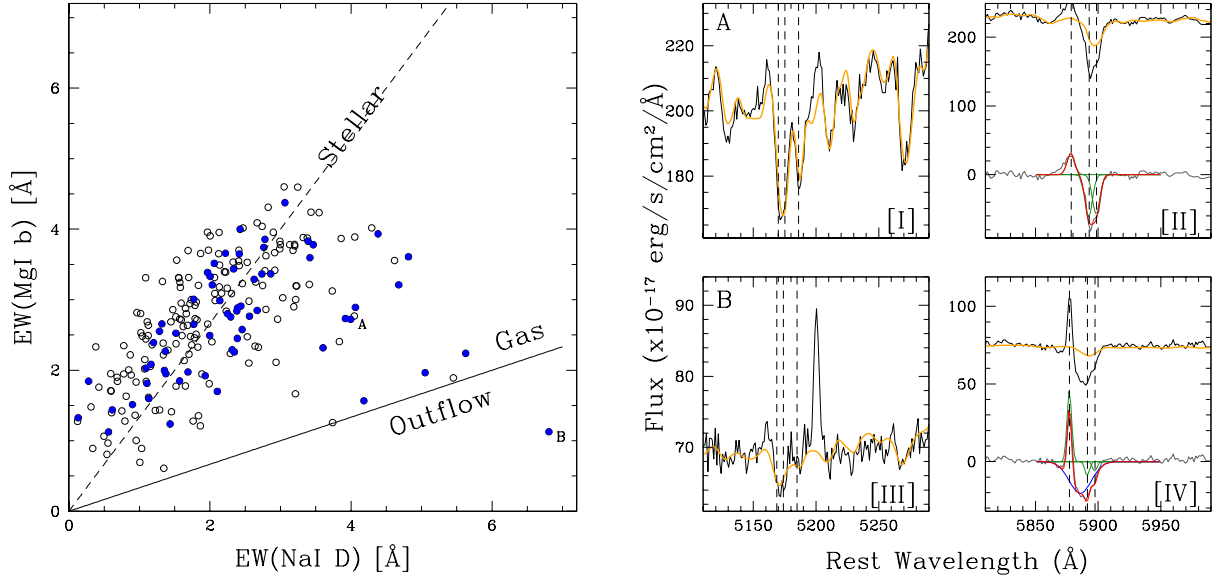 EW(MgI b) [Å]
6
4
2
0
Stellar
Gas
Outflow
A
B
0
2
4
6
EW(NaI D) [Å]
Flux (x10⁻¹⁷ erg/s/cm²/Å)
A
220
200
180
[I]
200
100
0
[II]
B
90
80
70
[III]
5150
5200
5250
100
50
0
[IV]
5850
5900
5950
Rest Wavelength (Å)